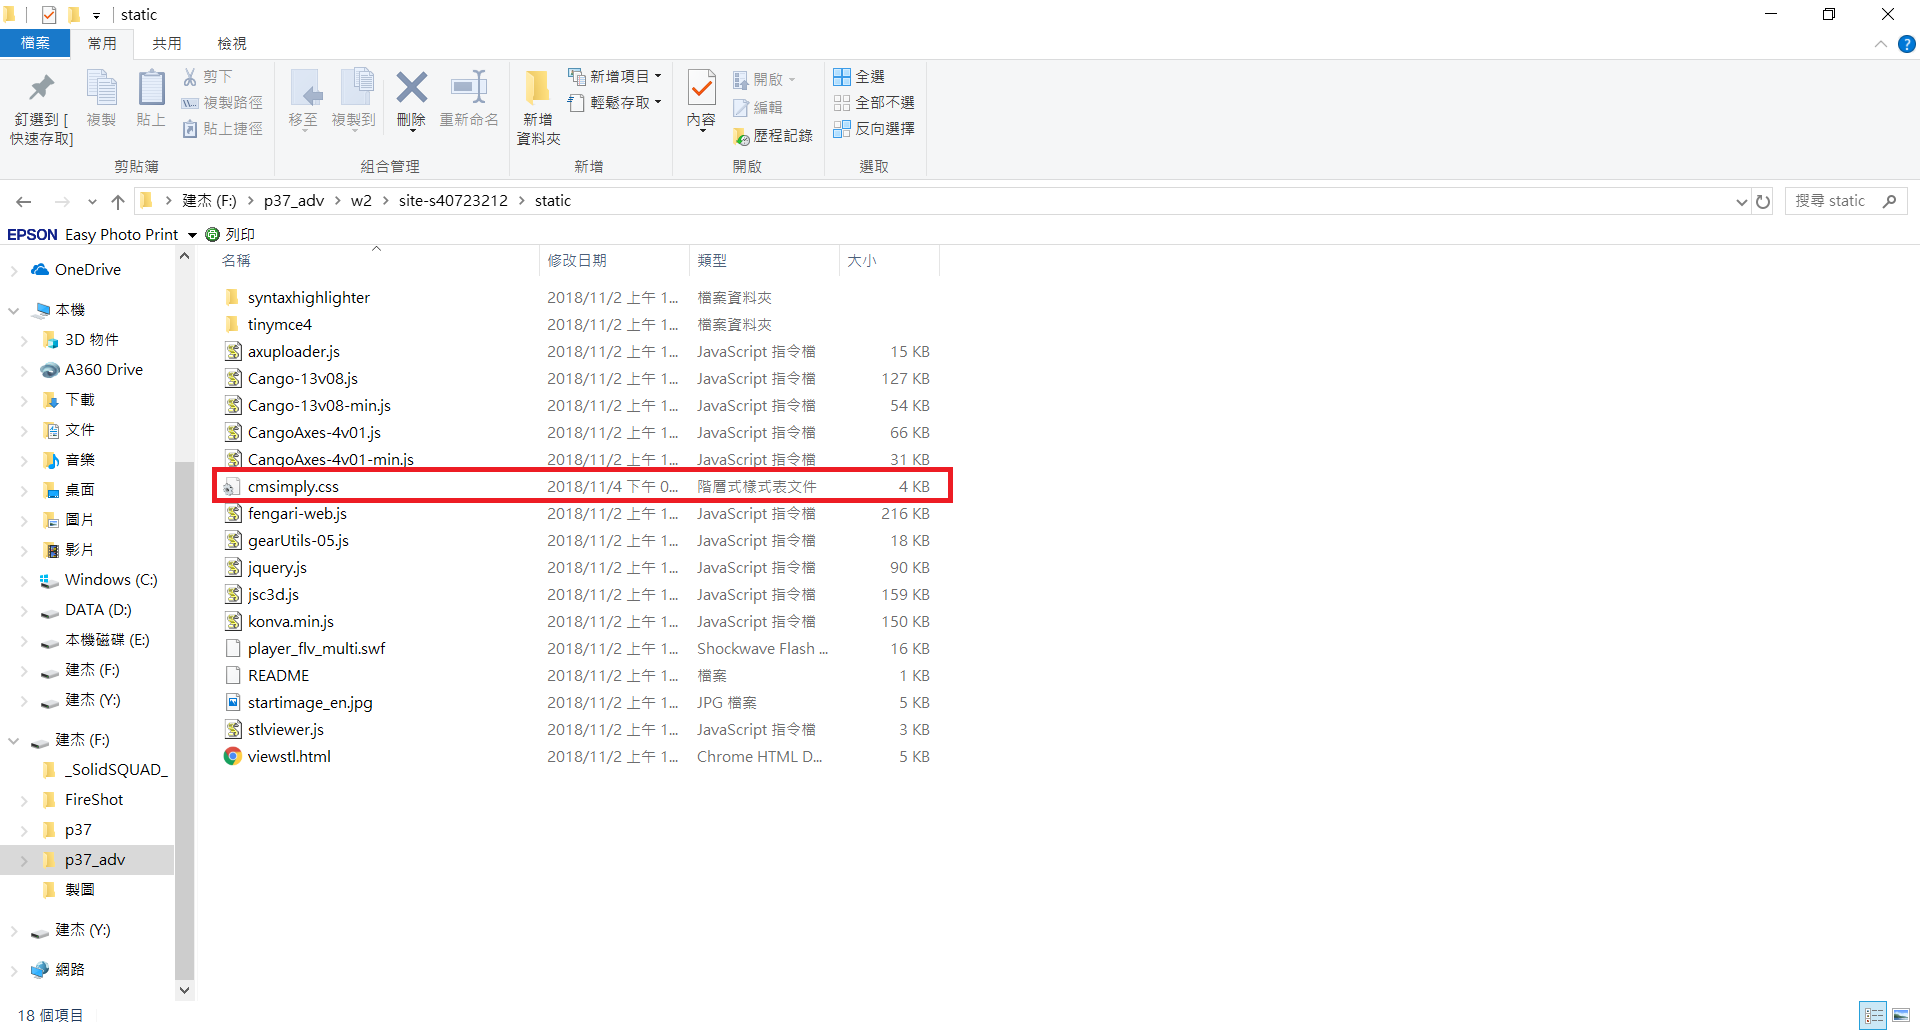 static
檔案 常用 共用 檢視
釘選到 [
快速存取]
複製
貼上
剪下
複製路徑
貼上捷徑
移至
複製到
刪除
重新命名
新增
資料夾
新增項目
輕鬆存取
內容
開啟
編輯
歷程記錄
全選
全部不選
反向選擇
剪貼簿 組合管理 新增 開啟 選取
建杰 (F:) p37_adv w2 site-s40723212 static
搜尋 static
EPSON Easy Photo Print 列印
OneDrive
本機
3D 物件
A360 Drive
下載
文件
音樂
桌面
圖片
影片
Windows (C:)
DATA (D:)
本機磁碟 (E:)
建杰 (F:)
建杰 (Y:)
建杰 (F:)
_SolidSQUAD_
FireShot
p37
p37_adv
製圖
建杰 (Y:)
網路
名稱 修改日期 類型 大小
syntaxhighlighter 2018/11/2 上午 1... 檔案資料夾
tinymce4 2018/11/2 上午 1... 檔案資料夾
axuploader.js 2018/11/2 上午 1... JavaScript 指令檔 15 KB
Cango-13v08.js 2018/11/2 上午 1... JavaScript 指令檔 127 KB
Cango-13v08-min.js 2018/11/2 上午 1... JavaScript 指令檔 54 KB
CangoAxes-4v01.js 2018/11/2 上午 1... JavaScript 指令檔 66 KB
CangoAxes-4v01-min.js 2018/11/2 上午 1... JavaScript 指令檔 31 KB
cmsimply.css 2018/11/4 下午 0... 階層式樣式表文件 4 KB
fengari-web.js 2018/11/2 上午 1... JavaScript 指令檔 216 KB
gearUtils-05.js 2018/11/2 上午 1... JavaScript 指令檔 18 KB
jquery.js 2018/11/2 上午 1... JavaScript 指令檔 90 KB
jsc3d.js 2018/11/2 上午 1... JavaScript 指令檔 159 KB
konva.min.js 2018/11/2 上午 1... JavaScript 指令檔 150 KB
player_flv_multi.swf 2018/11/2 上午 1... Shockwave Flash ... 16 KB
README 2018/11/2 上午 1... 檔案 1 KB
startimage_en.jpg 2018/11/2 上午 1... JPG 檔案 5 KB
stlviewer.js 2018/11/2 上午 1... JavaScript 指令檔 3 KB
viewstl.html 2018/11/2 上午 1... Chrome HTML D... 5 KB
18 個項目